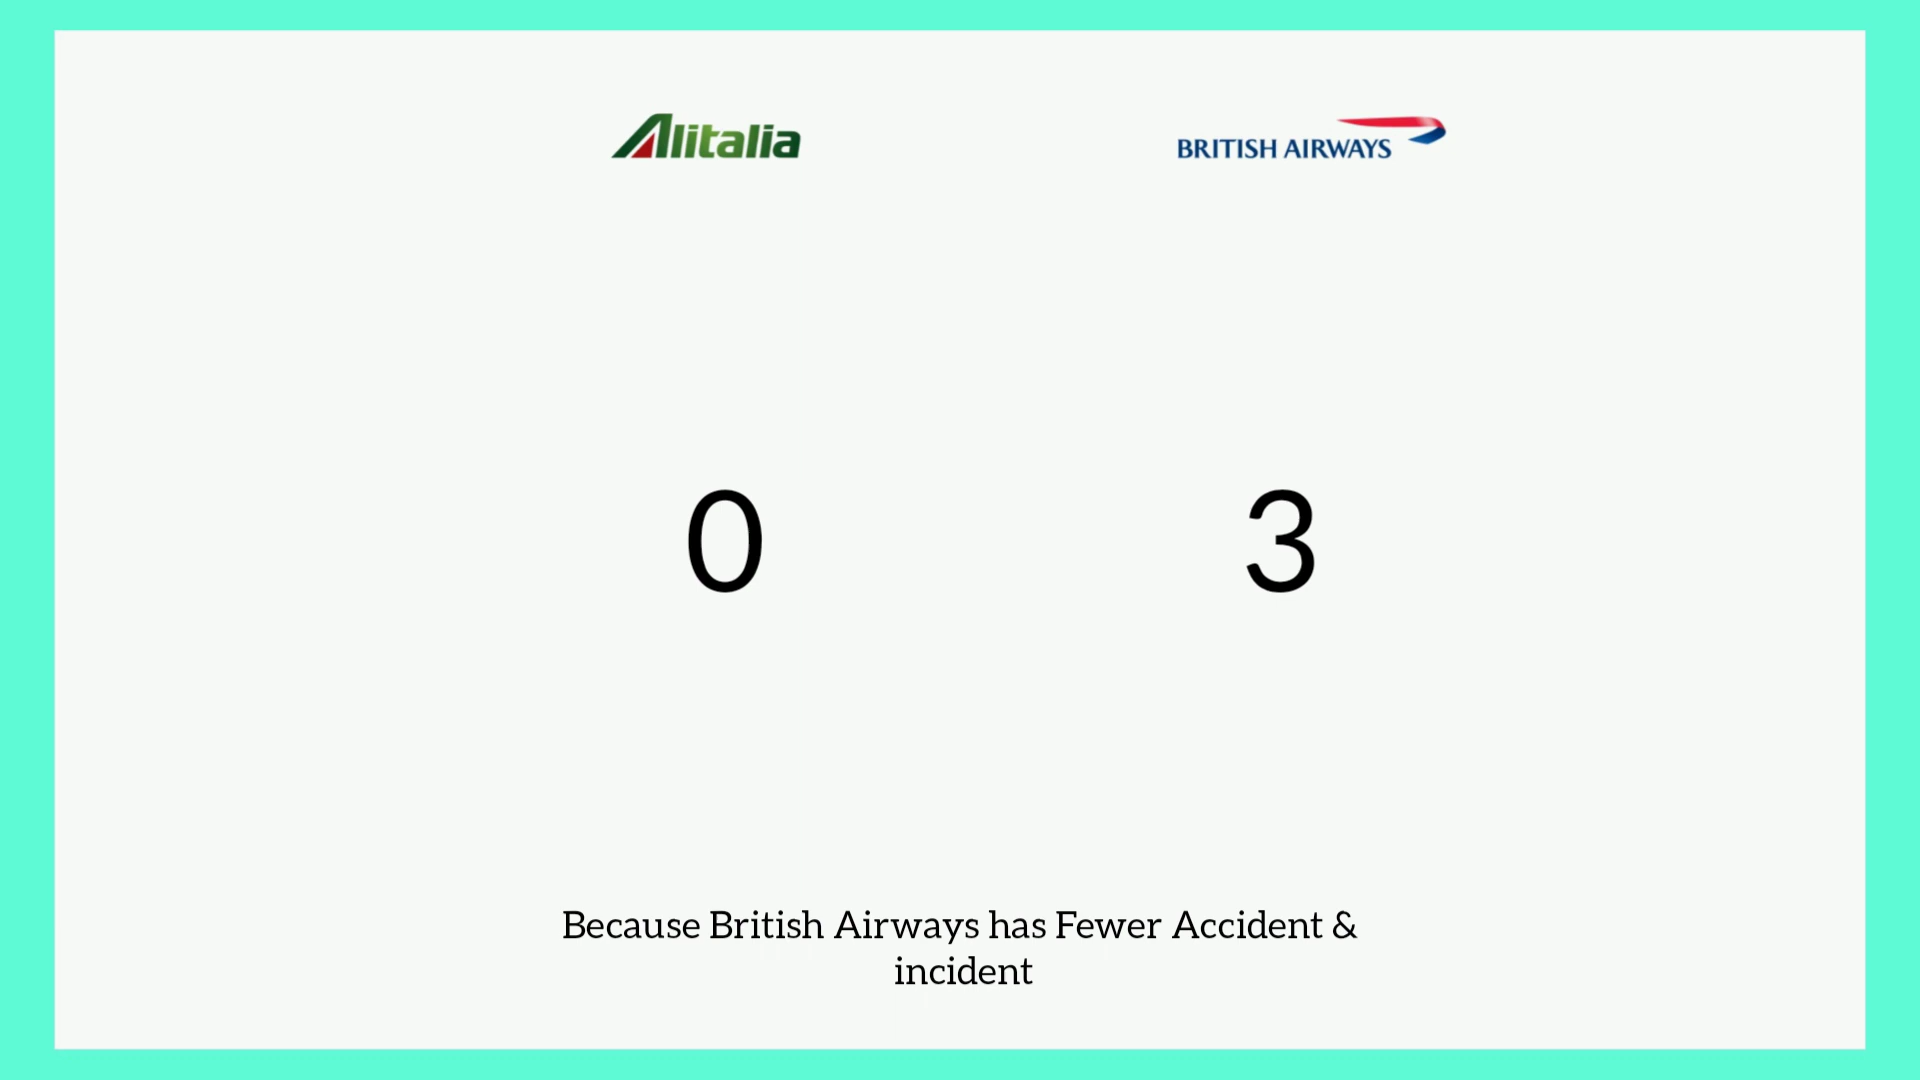 Alitalia
BRITISH AIRWAYS
0
3
Because British Airways has Fewer Accident &
incident